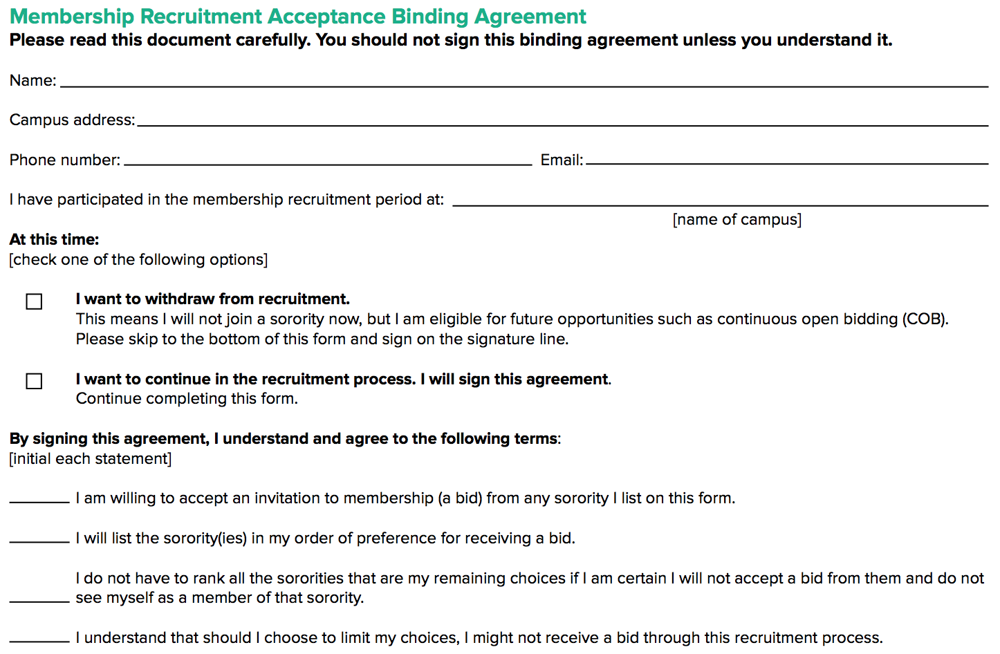 Membership Recruitment Acceptance Binding Agreement
Please read this document carefully. You should not sign this binding agreement unless you understand it.
Name:
Campus address:
Phone number: Email:
I have participated in the membership recruitment period at:
[name of campus]
At this time:
[check one of the following options]
I want to withdraw from recruitment.
This means I will not join a sorority now, but I am eligible for future opportunities such as continuous open bidding (COB).
Please skip to the bottom of this form and sign on the signature line.
I want to continue in the recruitment process. I will sign this agreement.
Continue completing this form.
By signing this agreement, I understand and agree to the following terms:
[initial each statement]
I am willing to accept an invitation to membership (a bid) from any sorority I list on this form.
I will list the sorority(ies) in my order of preference for receiving a bid.
I do not have to rank all the sororities that are my remaining choices if I am certain I will not accept a bid from them and do not
see myself as a member of that sorority.
I understand that should I choose to limit my choices, I might not receive a bid through this recruitment process.